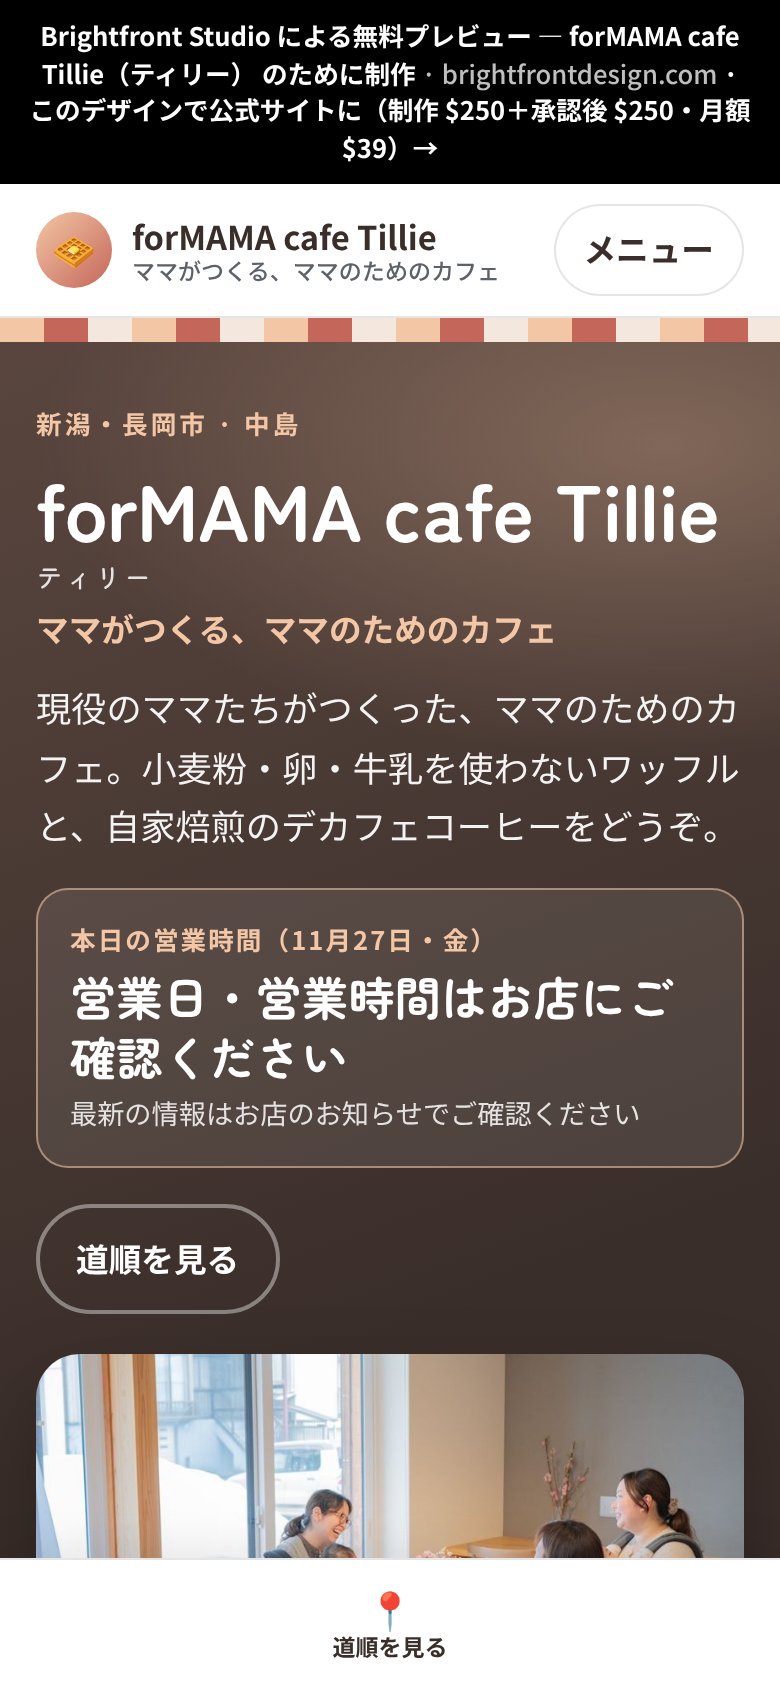 Brightfront Studio による無料プレビュー — forMAMA cafe
Tillie（ティリー） のために制作 · brightfrontdesign.com ·
このデザインで公式サイトに（制作 $250＋承認後 $250・月額
$39）→
forMAMA cafe Tillie
ママがつくる、ママのためのカフェ
メニュー
新潟・長岡市 · 中島
forMAMA cafe Tillie
ティリー
ママがつくる、ママのためのカフェ
現役のママたちがつくった、ママのためのカ
フェ。小麦粉・卵・牛乳を使わないワッフル
と、自家焙煎のデカフェコーヒーをどうぞ。
本日の営業時間（11月27日・金）
営業日・営業時間はお店にご
確認ください
最新の情報はお店のお知らせでご確認ください
道順を見る
道順を見る